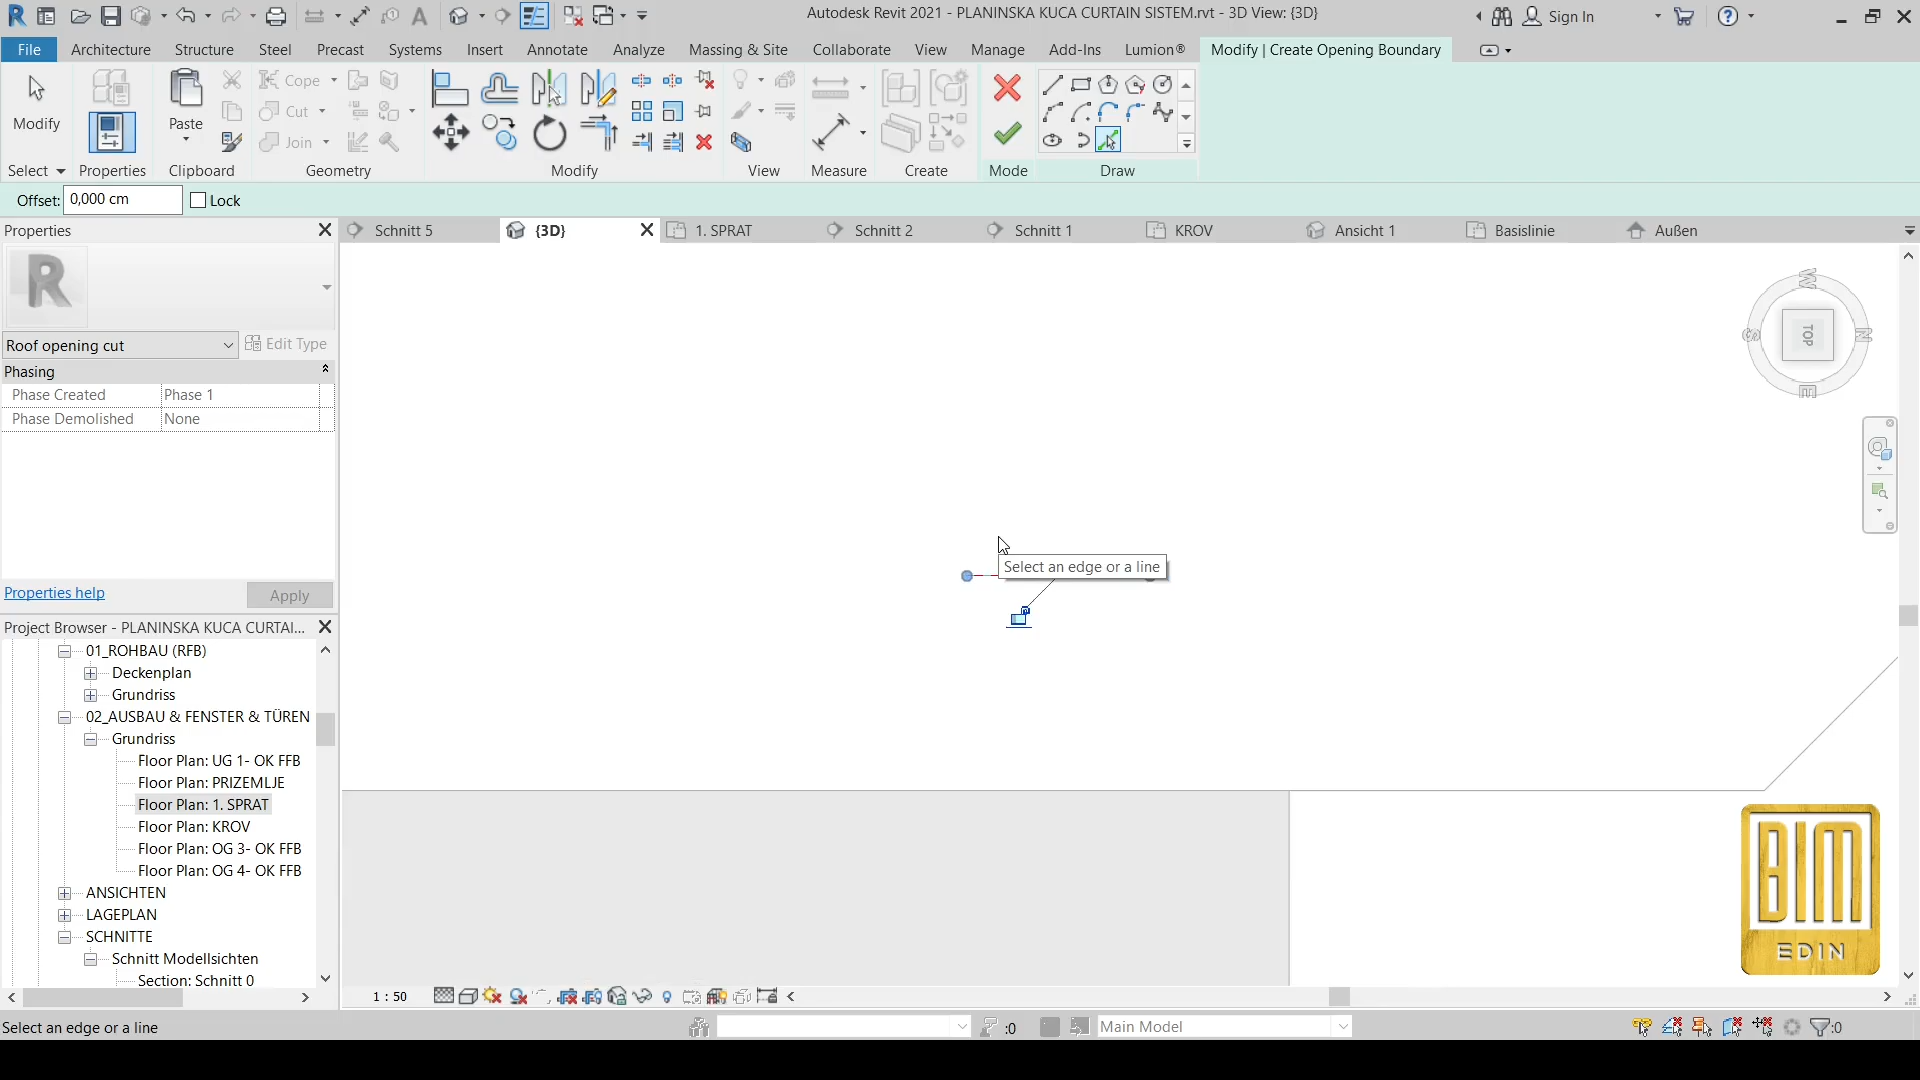 Autodesk Revit 2021 - PLANINSKA KUCA CURTAIN SISTEM.rvt - 3D View: {3D}
Sign In
File Architecture Structure Steel Precast Systems Insert Annotate Analyze Massing & Site Collaborate View Manage Add-Ins Lumion® Modify | Create Opening Boundary
Modify
Paste
Cope
Cut
Join
Select Properties Clipboard Geometry Modify View Measure Create Mode Draw
Offset: 0,000 cm Lock
Properties
Schnitt 5 {3D} 1. SPRAT Schnitt 2 Schnitt 1 KROV Ansicht 1 Basislinie Außen
R
Roof opening cut Edit Type
Phasing
Phase Created Phase 1
Phase Demolished None
Properties help Apply
Project Browser - PLANINSKA KUCA CURTAI...
01_ROHBAU (RFB)
Deckenplan
Grundriss
02_AUSBAU & FENSTER & TÜREN
Grundriss
Floor Plan: UG 1- OK FFB
Floor Plan: PRIZEMLJE
Floor Plan: 1. SPRAT
Floor Plan: KROV
Floor Plan: OG 3- OK FFB
Floor Plan: OG 4- OK FFB
ANSICHTEN
LAGEPLAN
SCHNITTE
Schnitt Modellsichten
Section: Schnitt 0
W
S
TOP
N
E
Select an edge or a line
BIM
EDIN
1 : 50
Select an edge or a line
:0
Main Model
:0